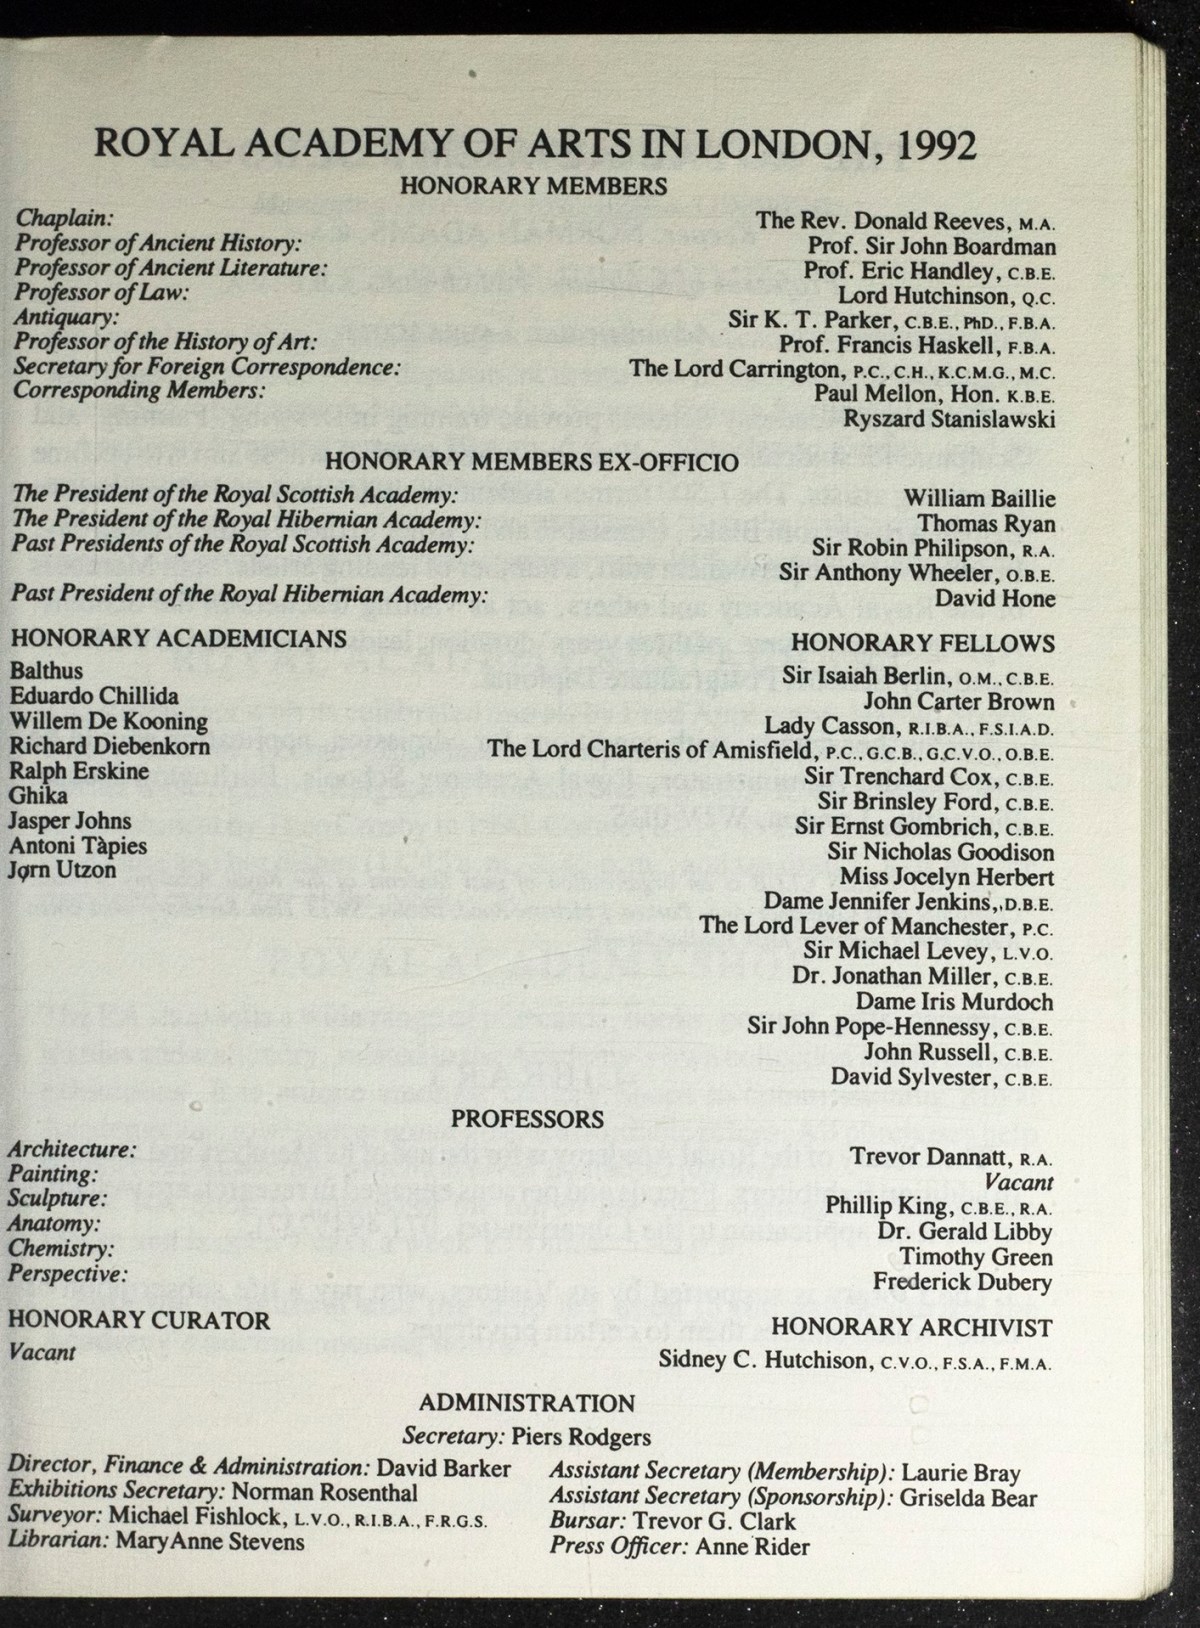 ROYAL ACADEMY OF ARTS IN LONDON, 1992
HONORARY MEMBERS
Chaplain: The Rev. Donald Reeves, M.A.
Professor of Ancient History: Prof. Sir John Boardman
Professor of Ancient Literature: Prof. Eric Handley, C.B.E.
Professor of Law: Lord Hutchinson, Q.C.
Antiquary: Sir K. T. Parker, C.B.E., PhD., F.B.A.
Professor of the History of Art: Prof. Francis Haskell, F.B.A.
Secretary for Foreign Correspondence: The Lord Carrington, P.C., C.H., K.C.M.G., M.C.
Corresponding Members: Paul Mellon, Hon. K.B.E.
Ryszard Stanislawski
HONORARY MEMBERS EX-OFFICIO
The President of the Royal Scottish Academy: William Baillie
The President of the Royal Hibernian Academy: Thomas Ryan
Past Presidents of the Royal Scottish Academy: Sir Robin Philipson, R.A.
Sir Anthony Wheeler, O.B.E.
Past President of the Royal Hibernian Academy: David Hone
HONORARY ACADEMICIANS
Balthus
Eduardo Chillida
Willem De Kooning
Richard Diebenkorn
Ralph Erskine
Ghika
Jasper Johns
Antoni Tàpies
Jørn Utzon
HONORARY FELLOWS
Sir Isaiah Berlin, O.M., C.B.E.
John Carter Brown
Lady Casson, R.I.B.A., F.S.I.A.D.
The Lord Charteris of Amisfield, P.C., G.C.B., G.C.V.O., O.B.E.
Sir Trenchard Cox, C.B.E.
Sir Brinsley Ford, C.B.E.
Sir Ernst Gombrich, C.B.E.
Sir Nicholas Goodison
Miss Jocelyn Herbert
Dame Jennifer Jenkins, D.B.E.
The Lord Lever of Manchester, P.C.
Sir Michael Levey, L.V.O.
Dr. Jonathan Miller, C.B.E.
Dame Iris Murdoch
Sir John Pope-Hennessy, C.B.E.
John Russell, C.B.E.
David Sylvester, C.B.E.
PROFESSORS
Architecture: Trevor Dannatt, R.A.
Painting: Vacant
Sculpture: Phillip King, C.B.E., R.A.
Anatomy: Dr. Gerald Libby
Chemistry: Timothy Green
Perspective: Frederick Dubery
HONORARY CURATOR
Vacant
HONORARY ARCHIVIST
Sidney C. Hutchison, C.V.O., F.S.A., F.M.A.
ADMINISTRATION
Secretary: Piers Rodgers
Director, Finance & Administration: David Barker
Exhibitions Secretary: Norman Rosenthal
Surveyor: Michael Fishlock, L.V.O., R.I.B.A., F.R.G.S.
Librarian: MaryAnne Stevens
Assistant Secretary (Membership): Laurie Bray
Assistant Secretary (Sponsorship): Griselda Bear
Bursar: Trevor G. Clark
Press Officer: Anne Rider